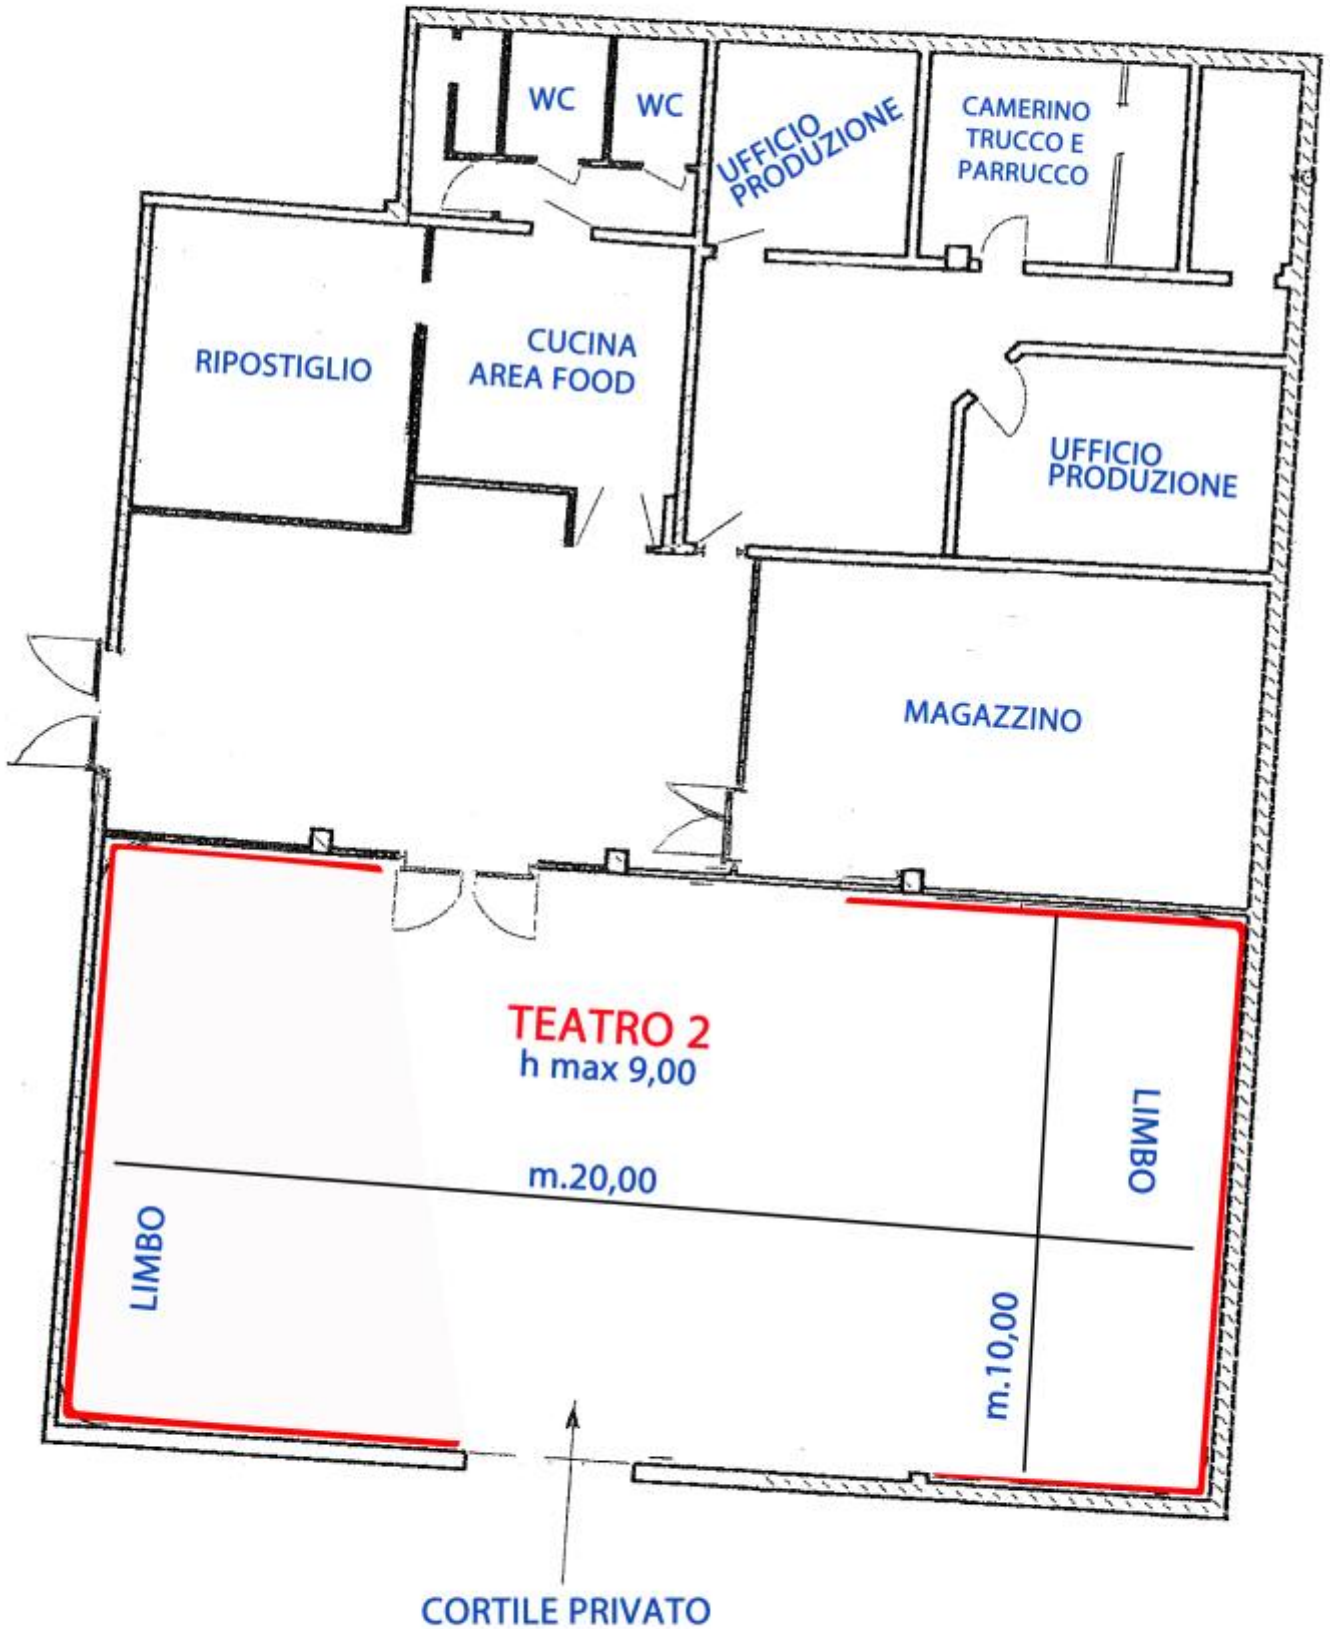 WC
WC
UFFICIO
PRODUZIONE
CAMERINO
TRUCCO E
PARRUCCO
RIPOSTIGLIO
CUCINA
AREA FOOD
UFFICIO
PRODUZIONE
MAGAZZINO
TEATRO 2
h max 9,00
m.20,00
LIMBO
LIMBO
m.10,00
CORTILE PRIVATO